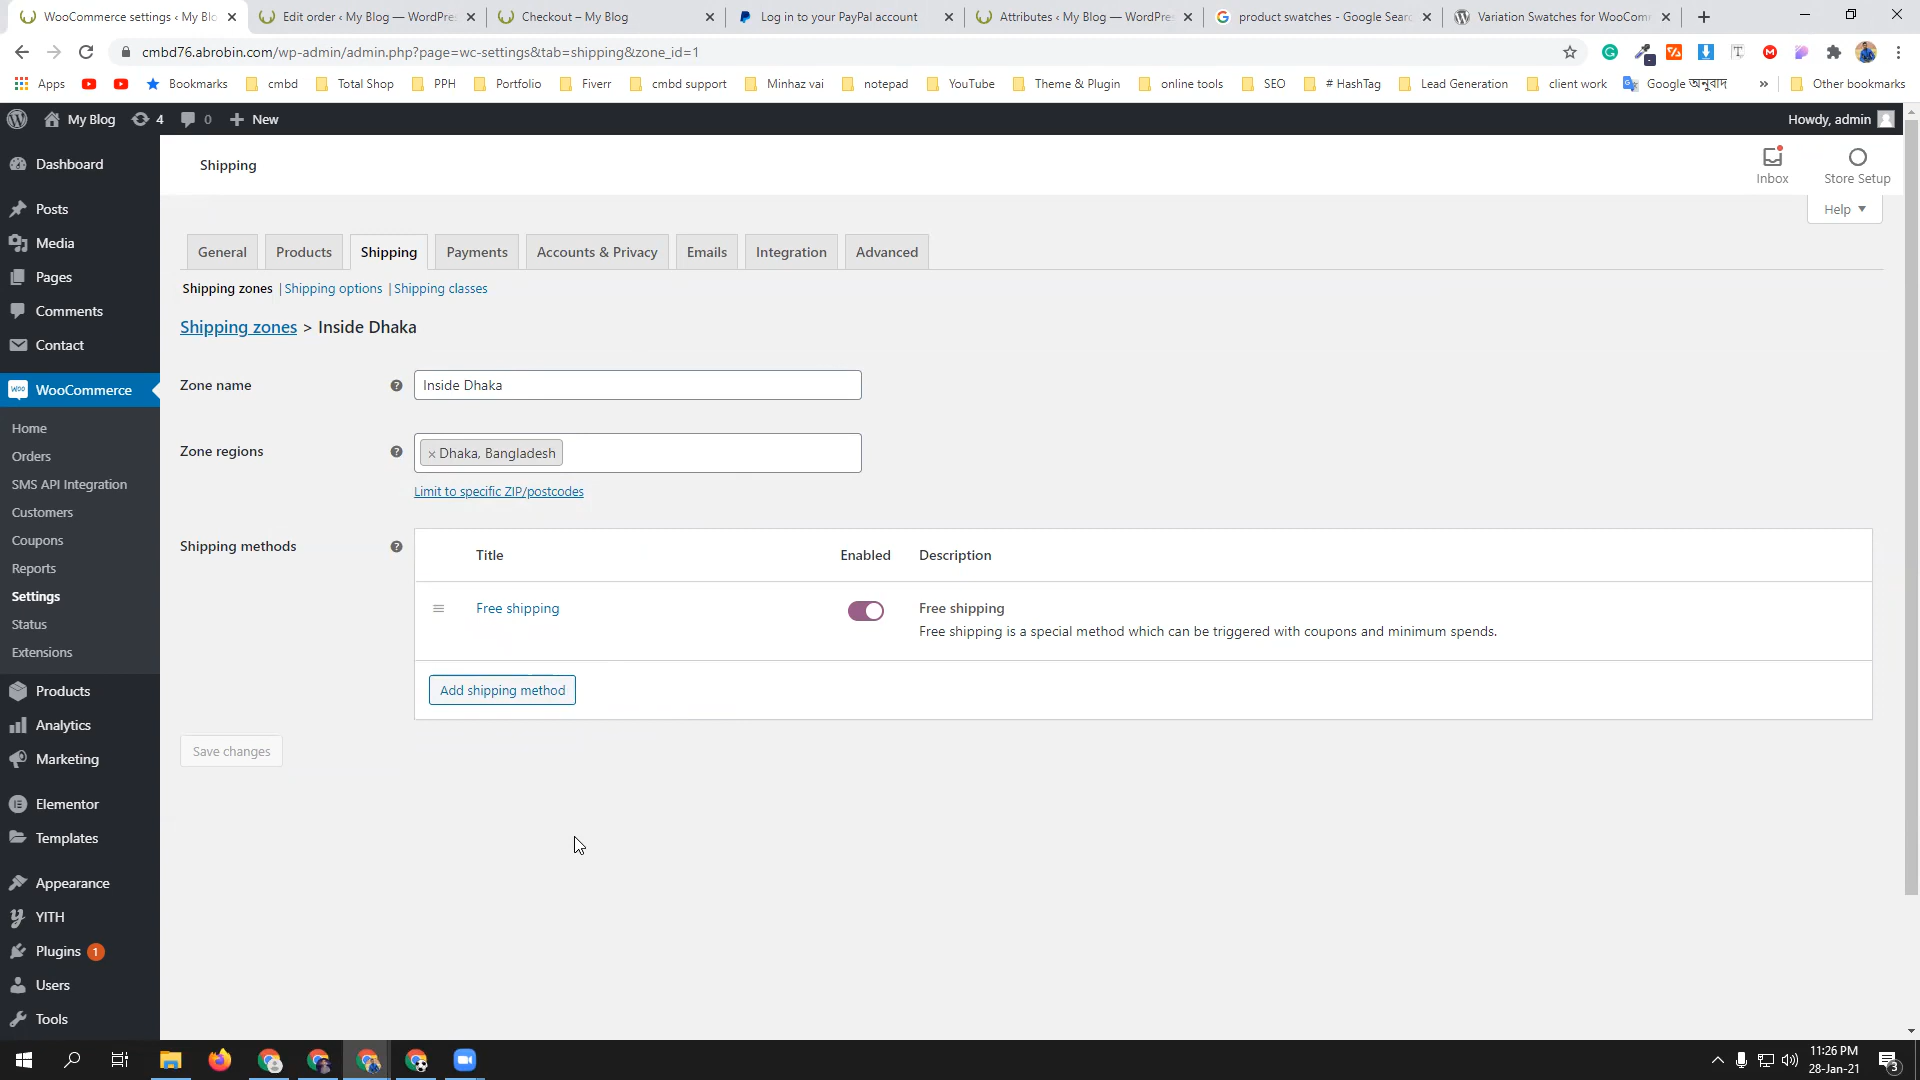 WooCommerce settings ‹ My Blo
Edit order ‹ My Blog — WordPres
Checkout – My Blog
Log in to your PayPal account
Attributes ‹ My Blog — WordPres
product swatches - Google Searc
Variation Swatches for WooComm
cmbd76.abrobin.com/wp-admin/admin.php?page=wc-settings&tab=shipping&zone_id=1
Apps
Bookmarks
cmbd
Total Shop
PPH
Portfolio
Fiverr
cmbd support
Minhaz vai
notepad
YouTube
Theme & Plugin
online tools
SEO
# HashTag
Lead Generation
client work
Google অনুবাদ
»
Other bookmarks
My Blog
4
0
New
Howdy, admin
Dashboard
Posts
Media
Pages
Comments
Contact
WooCommerce
Home
Orders
SMS API Integration
Customers
Coupons
Reports
Settings
Status
Extensions
Products
Analytics
Marketing
Elementor
Templates
Appearance
YITH
Plugins 1
Users
Tools
Shipping
Inbox
Store Setup
Help
General
Products
Shipping
Payments
Accounts & Privacy
Emails
Integration
Advanced
Shipping zones | Shipping options | Shipping classes
Shipping zones > Inside Dhaka
Zone name
Inside Dhaka
Zone regions
× Dhaka, Bangladesh
Limit to specific ZIP/postcodes
Shipping methods
Title
Enabled
Description
Free shipping
Free shipping
Free shipping is a special method which can be triggered with coupons and minimum spends.
Add shipping method
Save changes
11:26 PM
28-Jan-21
3